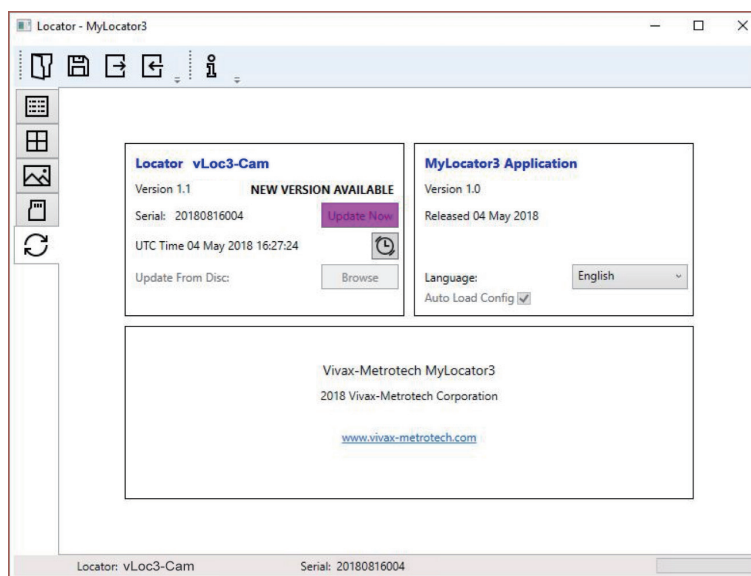 Locator - MyLocator3
Locator vLoc3-Cam
Version 1.1 NEW VERSION AVAILABLE
Serial: 20180816004 Update Now
UTC Time 04 May 2018 16:27:24
Update From Disc: Browse
MyLocator3 Application
Version 1.0
Released 04 May 2018
Language: English
Auto Load Config
Vivax-Metrotech MyLocator3
2018 Vivax-Metrotech Corporation
www.vivax-metrotech.com
Locator: vLoc3-Cam Serial: 20180816004